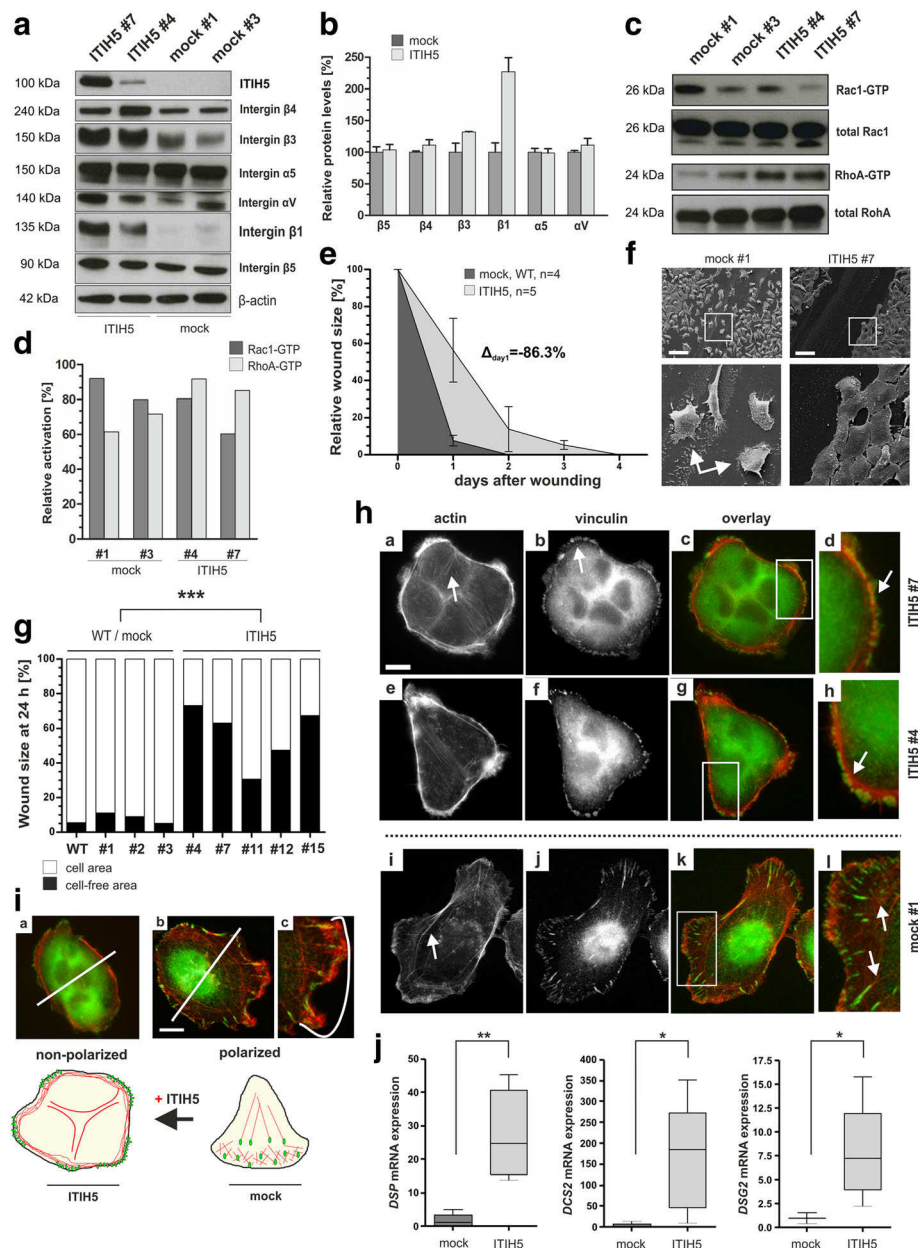 a
ITIH5 #7 ITIH5 #4 mock #1 mock #3
100 kDa ITIH5
240 kDa Intergin β4
150 kDa Intergin β3
150 kDa Intergin α5
140 kDa Intergin αV
135 kDa Intergin β1
90 kDa Intergin β5
42 kDa β-actin
ITIH5 mock
b
mock
ITIH5
Relative protein levels [%]
250
200
150
100
50
0
β5 β4 β3 β1 α5 αV
c
mock #1 mock #3 ITIH5 #4 ITIH5 #7
26 kDa Rac1-GTP
26 kDa total Rac1
24 kDa RhoA-GTP
24 kDa total RohA
d
Rac1-GTP
RhoA-GTP
Relative activation [%]
100
80
60
40
20
0
#1 #3 #4 #7
mock ITIH5
e
mock, WT, n=4
ITIH5, n=5
Δday1=-86.3%
Relative wound size [%]
100
80
60
40
20
0
0 1 2 3 4
days after wounding
f
mock #1 ITIH5 #7
g
***
WT / mock ITIH5
Wound size at 24 h [%]
100
80
60
40
20
0
WT #1 #2 #3 #4 #7 #11 #12 #15
cell area
cell-free area
h
actin vinculin overlay
a b c d
ITIH5 #7
e f g h
ITIH5 #4
i j k l
mock #1
i
a b c
non-polarized polarized
+ ITIH5
ITIH5 mock
j
**
DSP mRNA expression
50
40
30
20
10
0
mock ITIH5
*
DCS2 mRNA expression
400
350
300
250
200
150
100
50
0
mock ITIH5
*
DSG2 mRNA expression
17.5
15.0
12.5
10.0
7.5
5.0
2.5
0.0
mock ITIH5